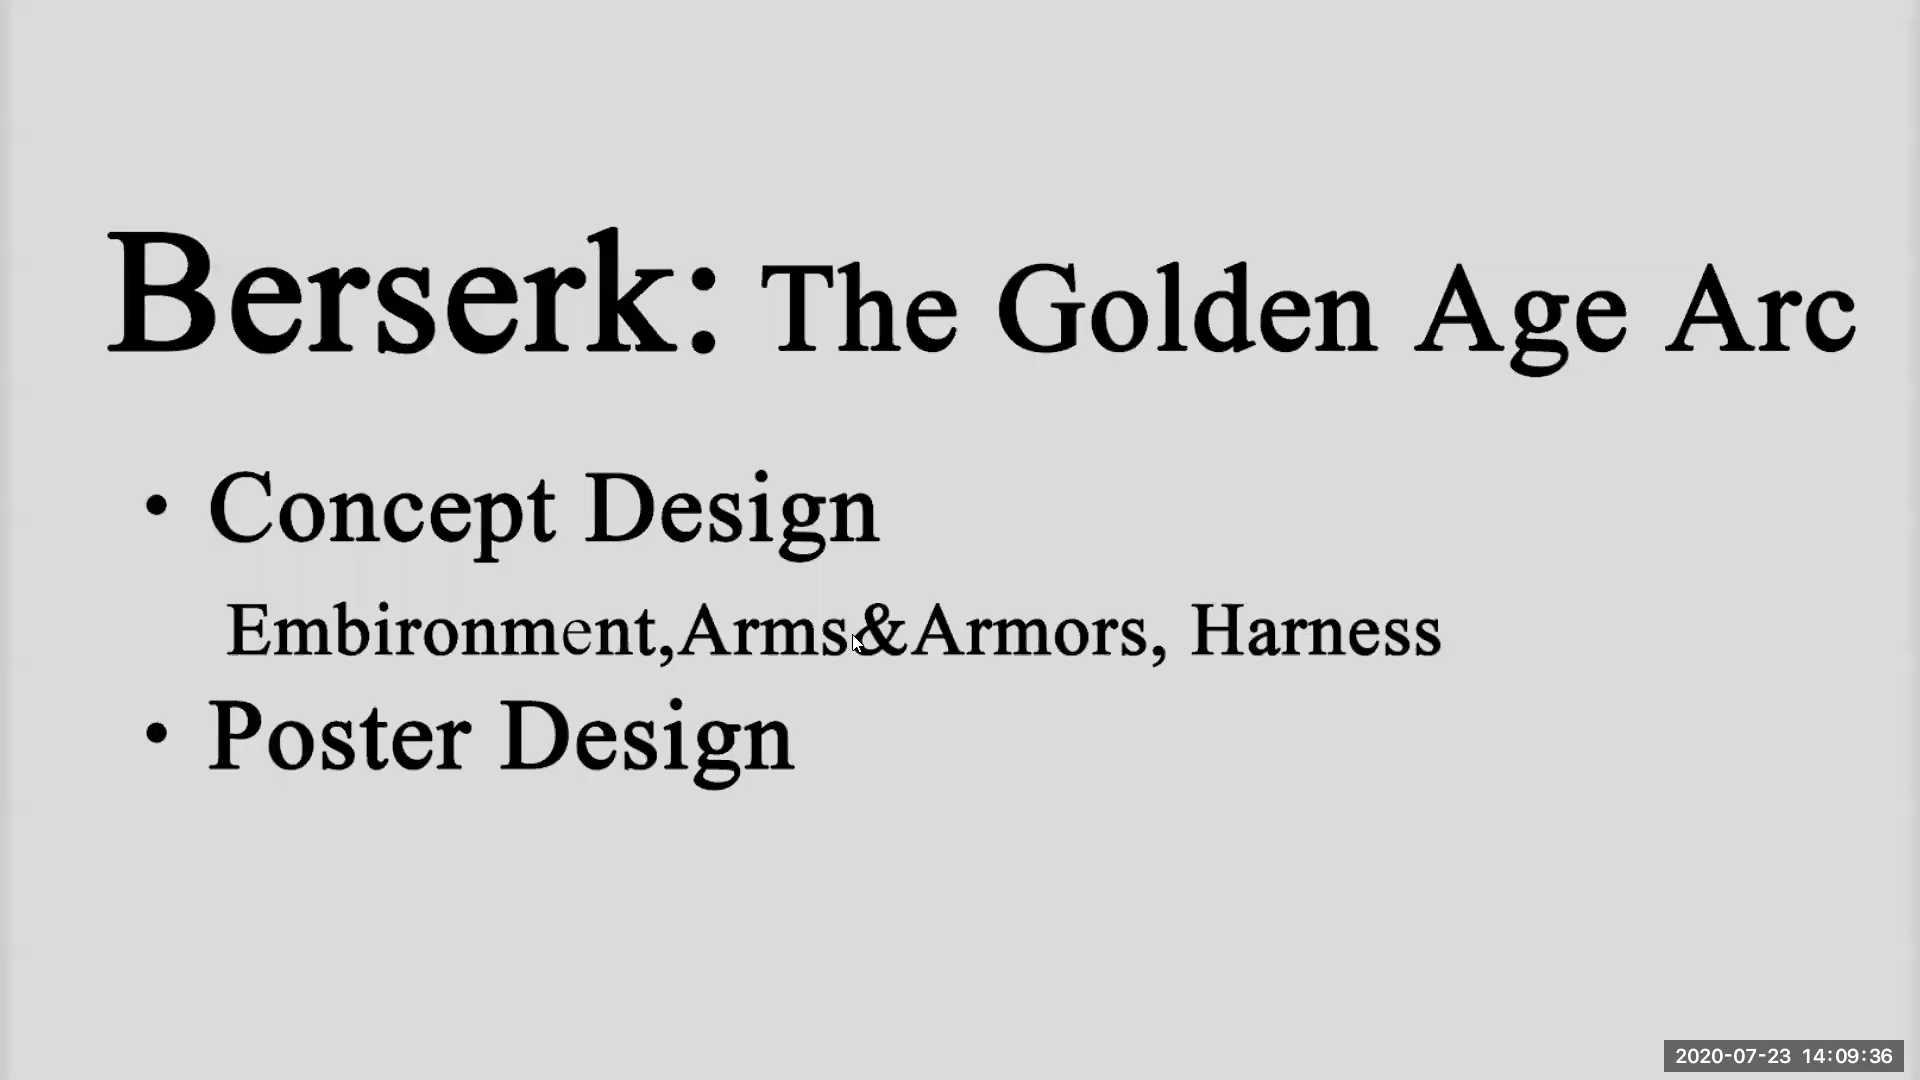 Berserk: The Golden Age Arc
• Concept Design
Embironment,Arms&Armors, Harness
• Poster Design
2020-07-23 14:09:36